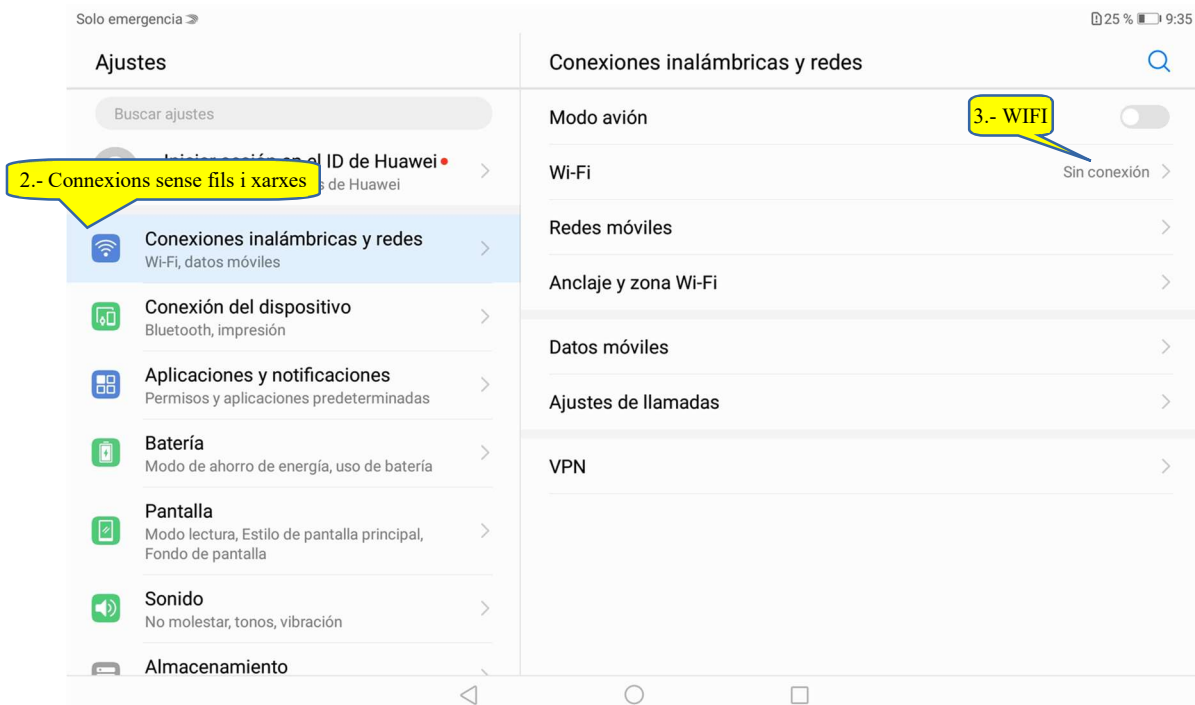 Solo emergencia
25 % 9:35
Ajustes
Buscar ajustes
el ID de Huawei
s de Huawei
2.- Connexions sense fils i xarxes
Conexiones inalámbricas y redes
Wi-Fi, datos móviles
Conexión del dispositivo
Bluetooth, impresión
Aplicaciones y notificaciones
Permisos y aplicaciones predeterminadas
Batería
Modo de ahorro de energía, uso de batería
Pantalla
Modo lectura, Estilo de pantalla principal,
Fondo de pantalla
Sonido
No molestar, tonos, vibración
Almacenamiento
Conexiones inalámbricas y redes
Modo avión
3.- WIFI
Wi-Fi
Sin conexión
Redes móviles
Anclaje y zona Wi-Fi
Datos móviles
Ajustes de llamadas
VPN